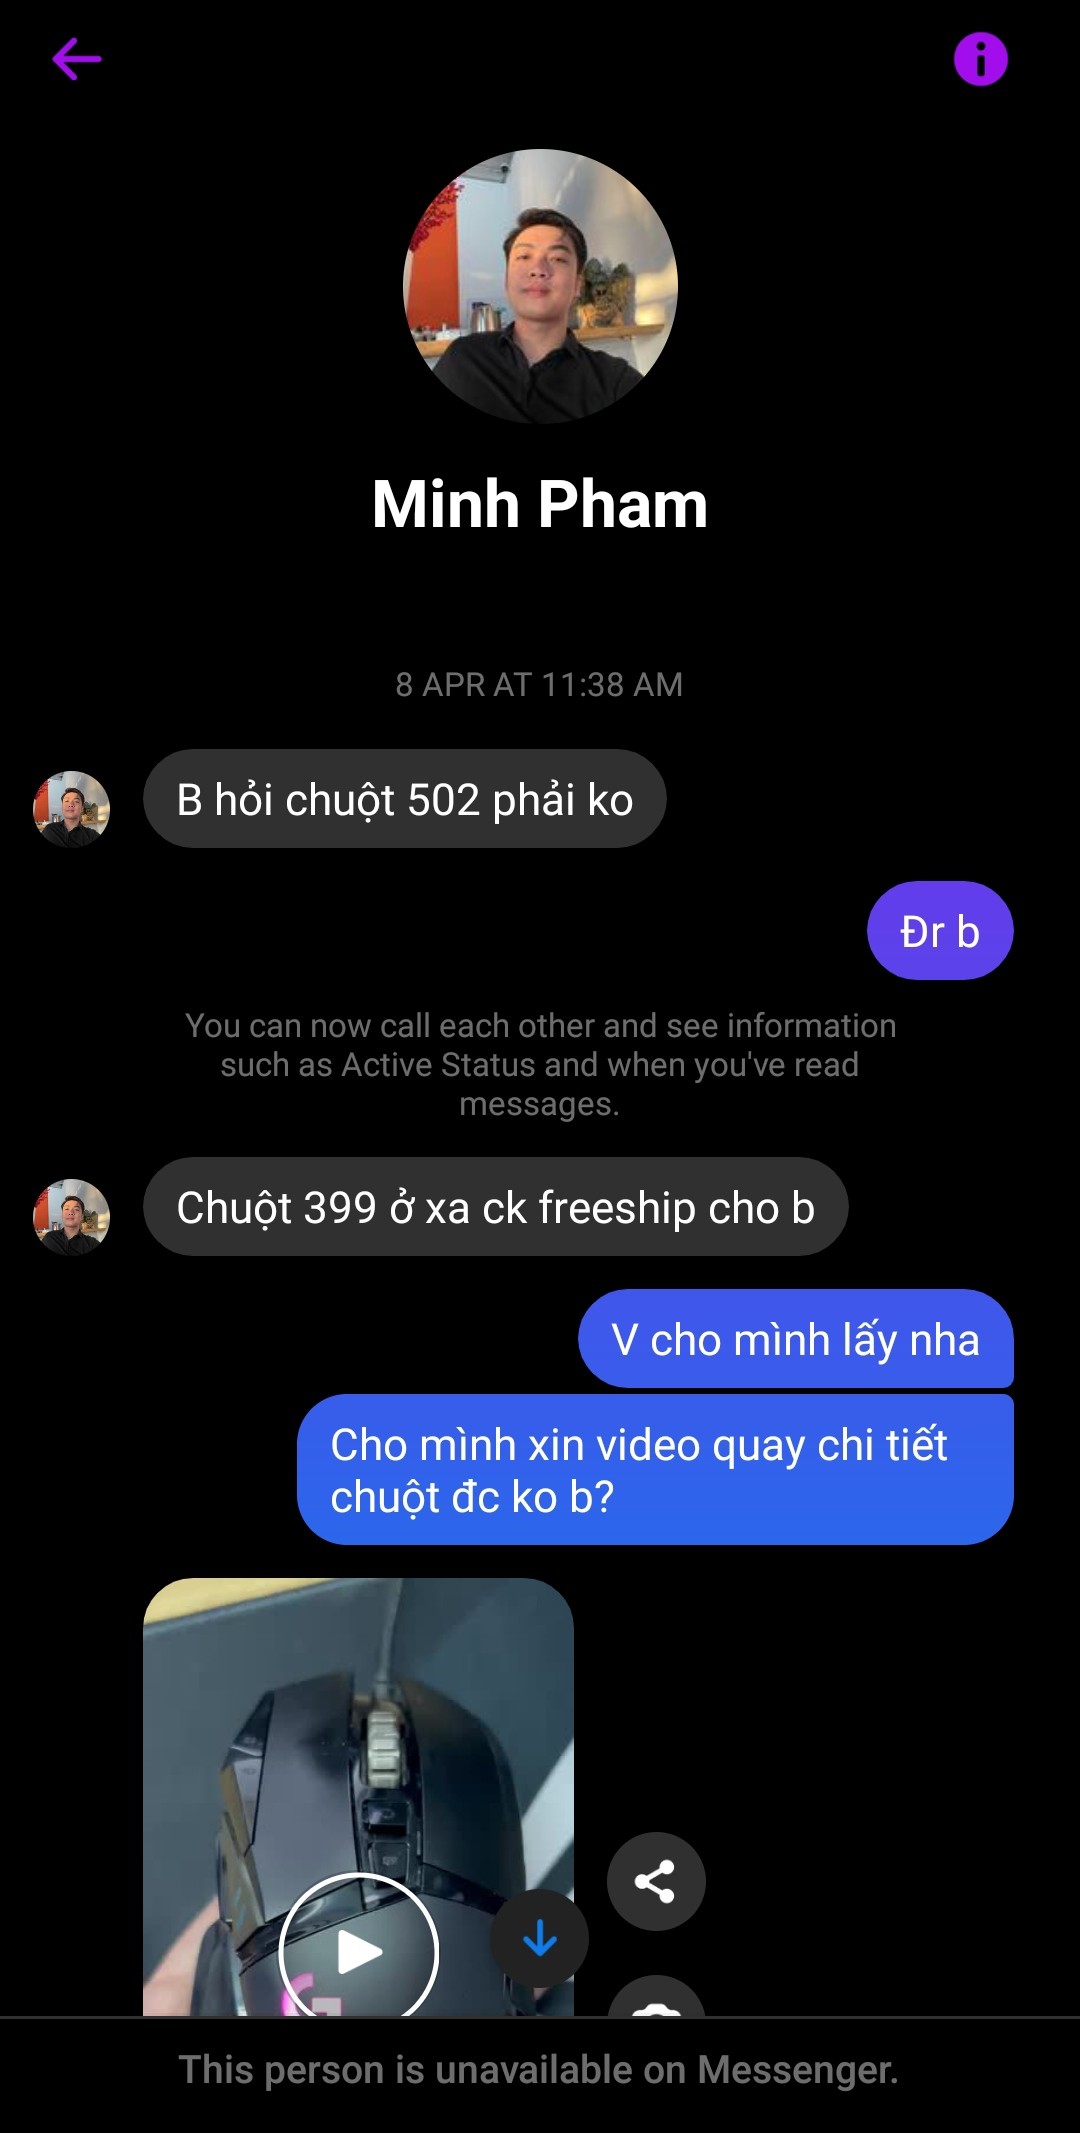 Minh Pham
8 APR AT 11:38 AM
B hỏi chuột 502 phải ko
Đr b
You can now call each other and see information
such as Active Status and when you've read
messages.
Chuột 399 ở xa ck freeship cho b
V cho mình lấy nha
Cho mình xin video quay chi tiết
chuột đc ko b?
This person is unavailable on Messenger.